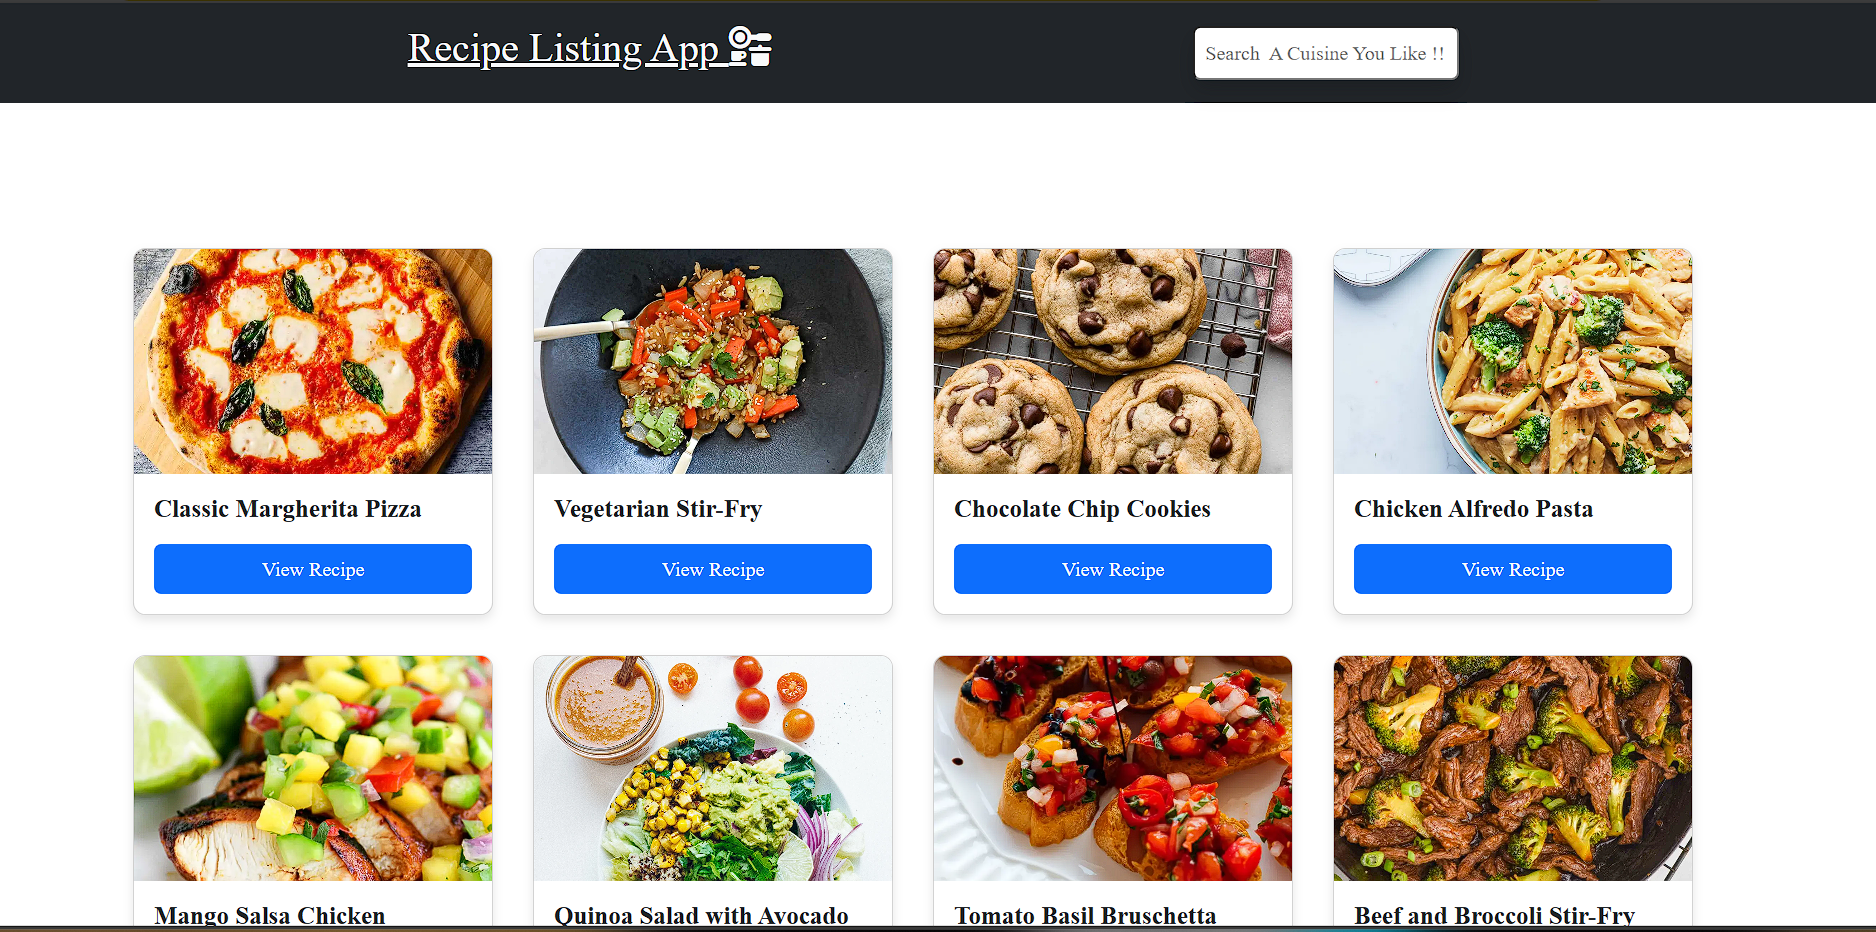 Recipe Listing App
Search  A Cuisine You Like !!
Classic Margherita Pizza
Vegetarian Stir-Fry
Chocolate Chip Cookies
Chicken Alfredo Pasta
View Recipe
View Recipe
View Recipe
View Recipe
Mango Salsa Chicken
Quinoa Salad with Avocado
Tomato Basil Bruschetta
Beef and Broccoli Stir-Fry